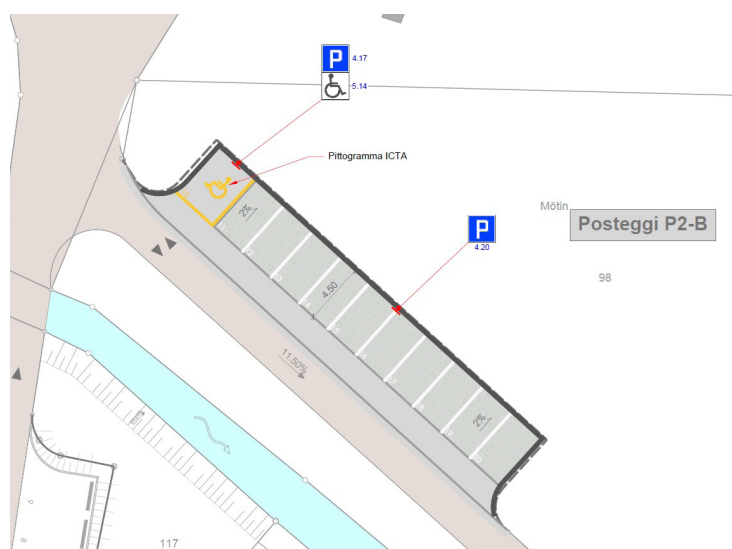 P
4.17
5.14
Pittogramma ICTA
2%
Mötin
Posteggi P2-B
P
4.20
98
4.50
11.50%
2%
117